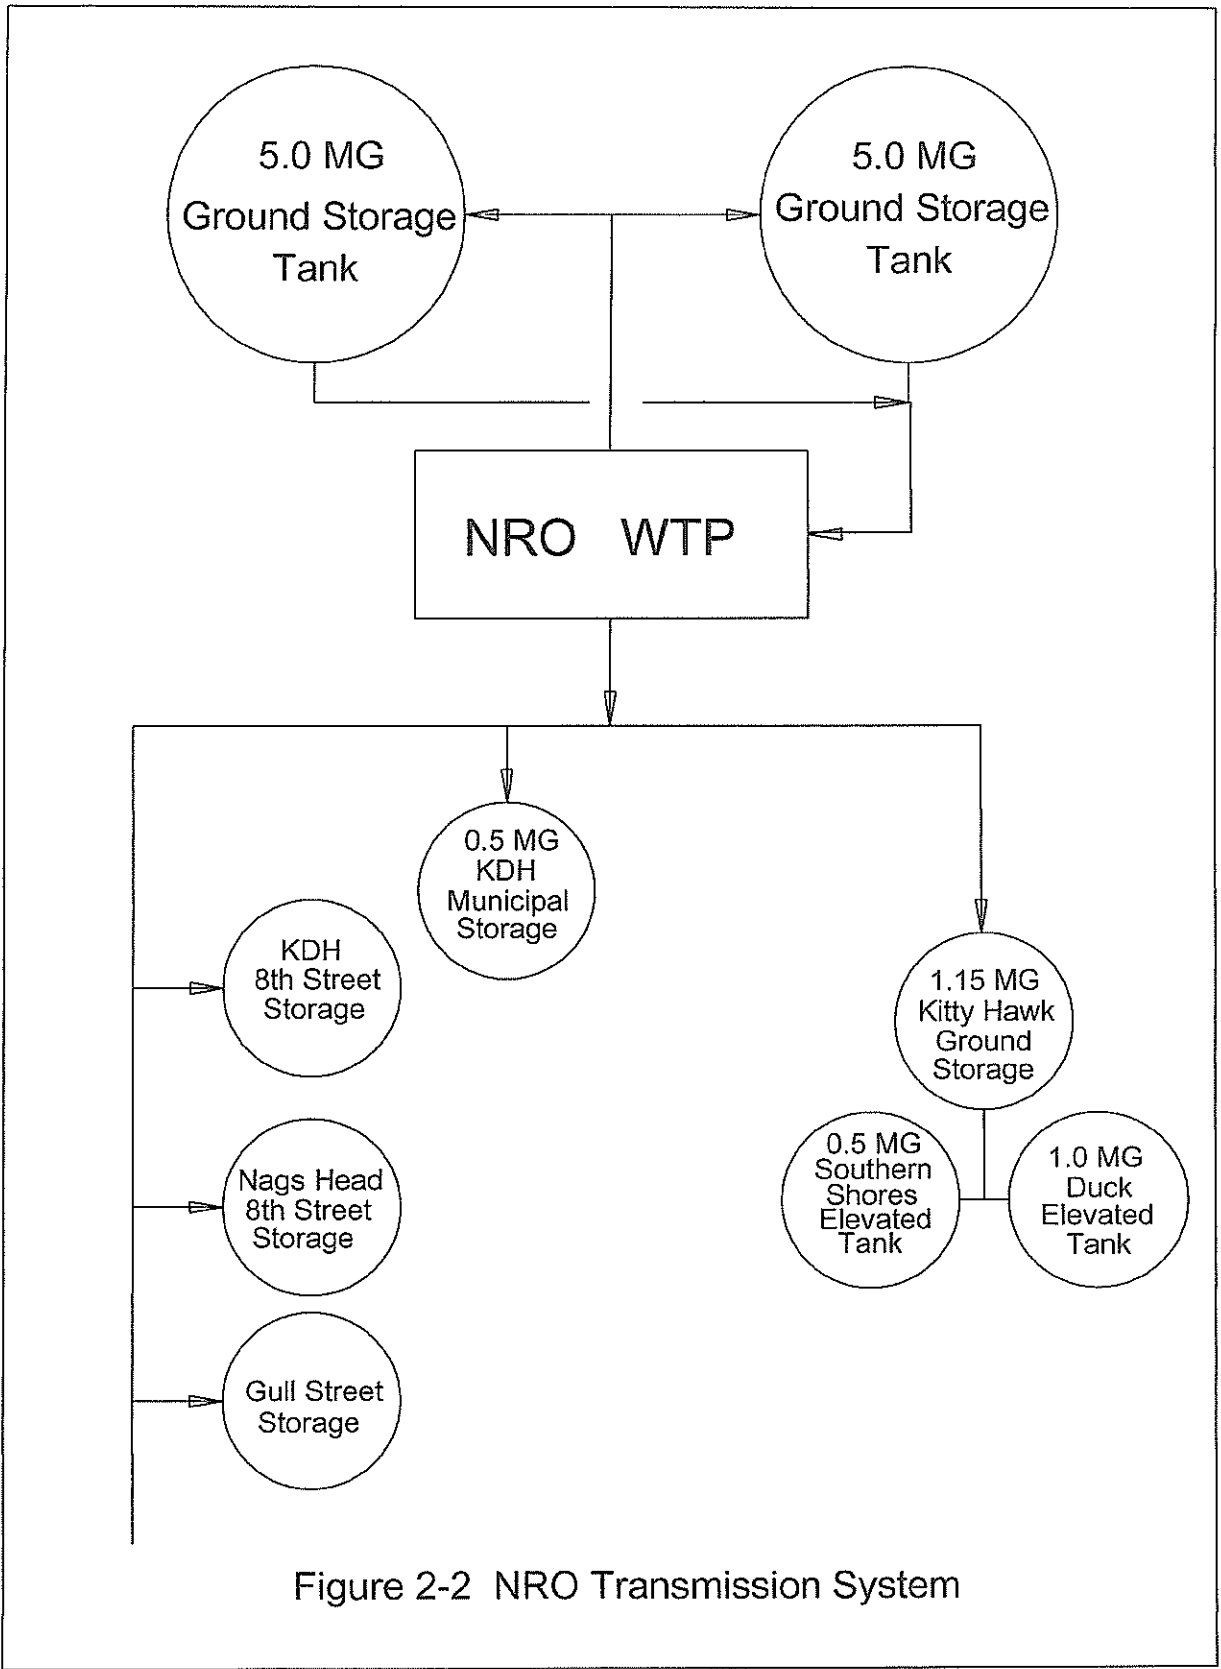 5.0 MG
Ground Storage
Tank
5.0 MG
Ground Storage
Tank
NRO WTP
0.5 MG
KDH
Municipal
Storage
KDH
8th Street
Storage
1.15 MG
Kitty Hawk
Ground
Storage
Nags Head
8th Street
Storage
0.5 MG
Southern
Shores
Elevated
Tank
1.0 MG
Duck
Elevated
Tank
Gull Street
Storage
Figure 2-2 NRO Transmission System